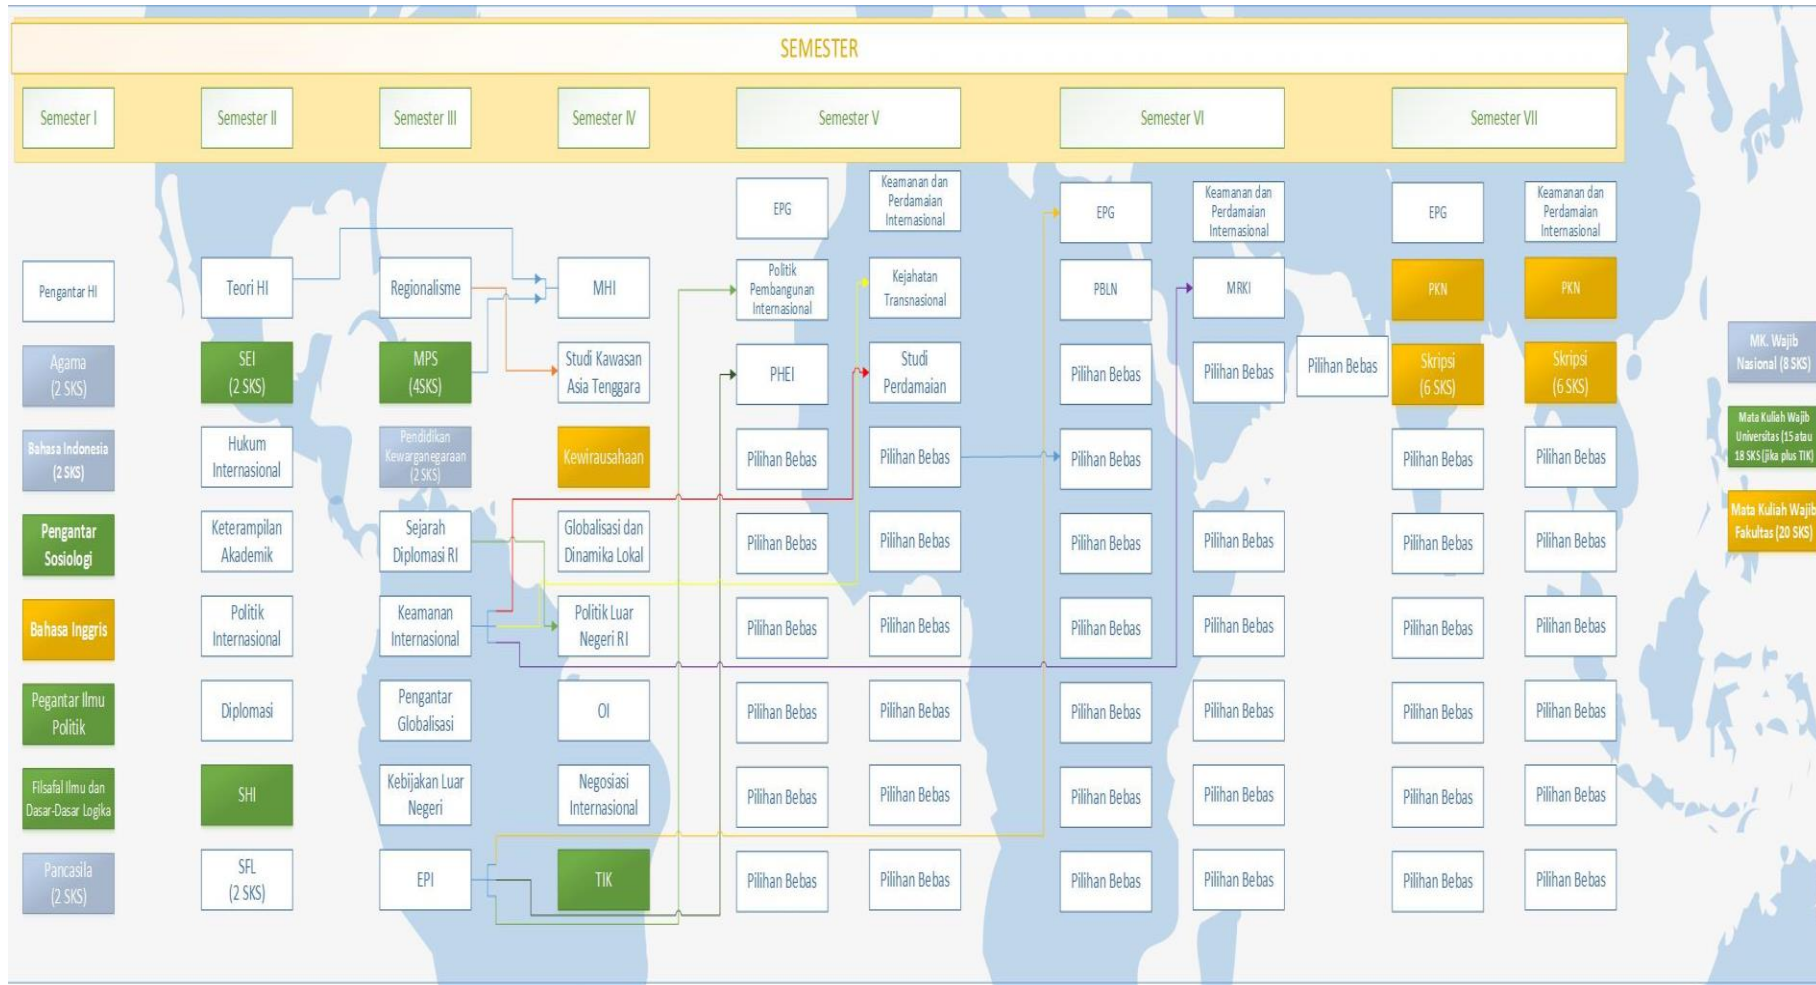 SEMESTER
Semester I
Semester II
Semester III
Semester IV
Semester V
Semester VI
Semester VII
Pengantar HI
Agama
(2 SKS)
Bahasa Indonesia
(2 SKS)
Pengantar
Sosiologi
Bahasa Inggris
Pegantar Ilmu
Politik
Filsafal Ilmu dan
Dasar-Dasar Logika
Pancasila
(2 SKS)
Teori HI
SEI
(2 SKS)
Hukum
Internasional
Keterampilan
Akademik
Politik
Internasional
Diplomasi
SHI
SFL
(2 SKS)
Regionalisme
MPS
(4SKS)
Pendidikan
Kewarganegaraan
(2 SKS)
Sejarah
Diplomasi RI
Keamanan
Internasional
Pengantar
Globalisasi
Kebijakan Luar
Negeri
EPI
MHI
Studi Kawasan
Asia Tenggara
Kewirausahaan
Globalisasi dan
Dinamika Lokal
Politik Luar
Negeri RI
OI
Negosiasi
Internasional
TIK
EPG
Politik
Pembangunan
Internasional
PHEI
Pilihan Bebas
Pilihan Bebas
Pilihan Bebas
Pilihan Bebas
Pilihan Bebas
Pilihan Bebas
Keamanan dan
Perdamaian
Internasional
Kejahatan
Transnasional
Studi
Perdamaian
Pilihan Bebas
Pilihan Bebas
Pilihan Bebas
Pilihan Bebas
Pilihan Bebas
Pilihan Bebas
EPG
PBLN
Pilihan Bebas
Pilihan Bebas
Pilihan Bebas
Pilihan Bebas
Pilihan Bebas
Pilihan Bebas
Pilihan Bebas
Keamanan dan
Perdamaian
Internasional
MRKI
Pilihan Bebas
Pilihan Bebas
Pilihan Bebas
Pilihan Bebas
Pilihan Bebas
Pilihan Bebas
Pilihan Bebas
EPG
PKN
Skripsi
(6 SKS)
Pilihan Bebas
Pilihan Bebas
Pilihan Bebas
Pilihan Bebas
Pilihan Bebas
Pilihan Bebas
Keamanan dan
Perdamaian
Internasional
PKN
Skripsi
(6 SKS)
Pilihan Bebas
Pilihan Bebas
Pilihan Bebas
Pilihan Bebas
Pilihan Bebas
Pilihan Bebas
MK. Wajib
Nasional (8 SKS)
Mata Kuliah Wajib
Universitas (15 atau
18 SKS (jika plus TIK)
Mata Kuliah Wajib
Fakultas (20 SKS)